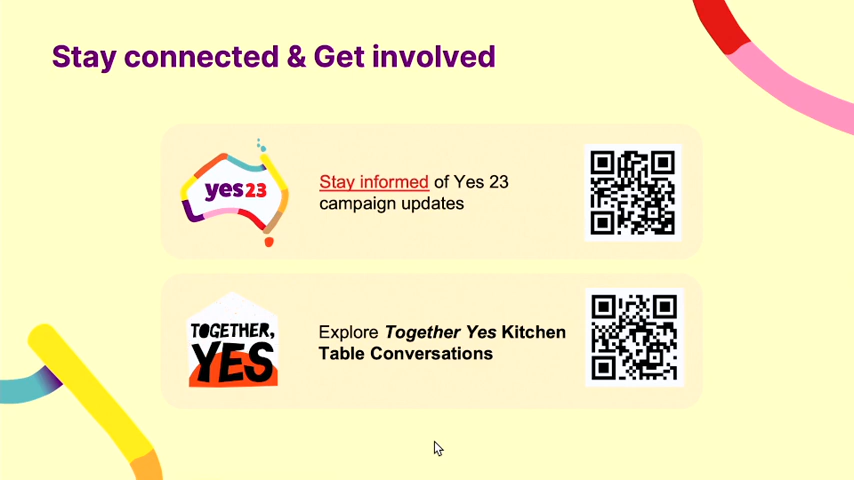 Stay connected & Get involved
yes23
Stay informed of Yes 23
campaign updates
TOGETHER,
YES
Explore Together Yes Kitchen
Table Conversations